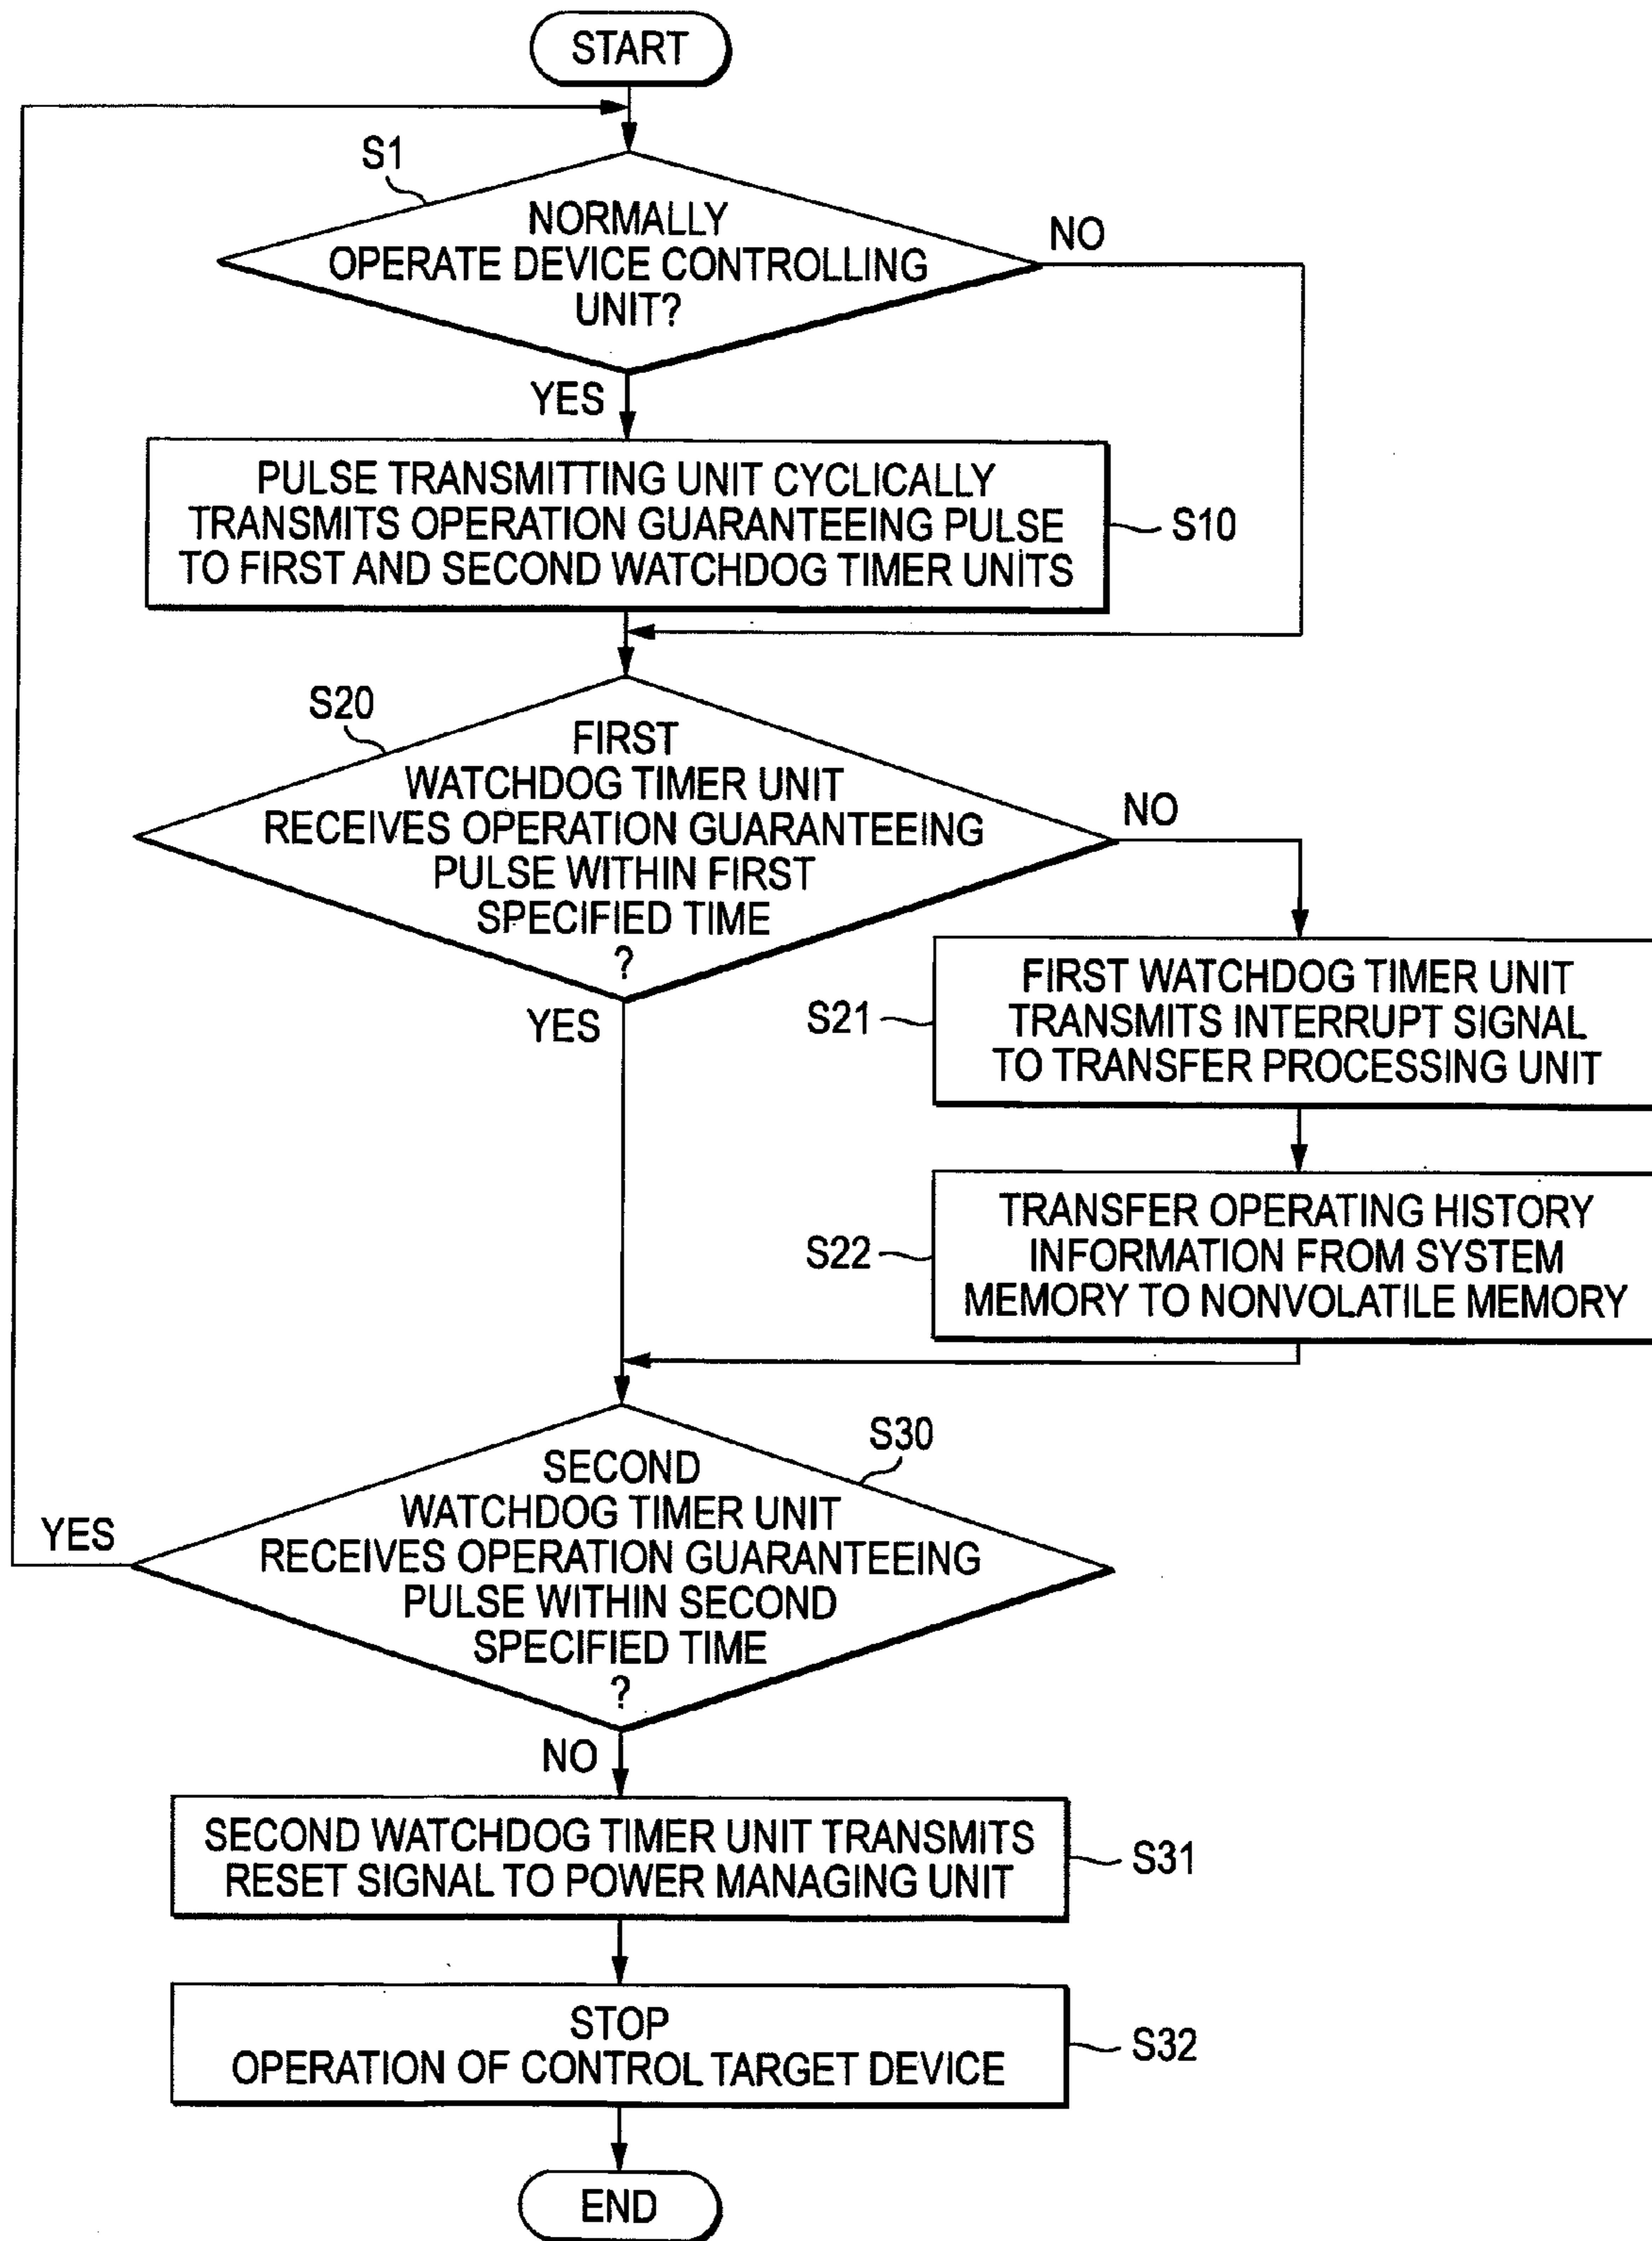 START
S1
NORMALLY
OPERATE DEVICE CONTROLLING
UNIT?
NO
YES
PULSE TRANSMITTING UNIT CYCLICALLY
TRANSMITS OPERATION GUARANTEEING PULSE
TO FIRST AND SECOND WATCHDOG TIMER UNITS
S10
S20
FIRST
WATCHDOG TIMER UNIT
RECEIVES OPERATION GUARANTEEING
PULSE WITHIN FIRST
SPECIFIED TIME
?
NO
YES
S21
FIRST WATCHDOG TIMER UNIT
TRANSMITS INTERRUPT SIGNAL
TO TRANSFER PROCESSING UNIT
S22
TRANSFER OPERATING HISTORY
INFORMATION FROM SYSTEM
MEMORY TO NONVOLATILE MEMORY
S30
SECOND
WATCHDOG TIMER UNIT
RECEIVES OPERATION GUARANTEEING
PULSE WITHIN SECOND
SPECIFIED TIME
?
YES
NO
SECOND WATCHDOG TIMER UNIT TRANSMITS
RESET SIGNAL TO POWER MANAGING UNIT
S31
STOP
OPERATION OF CONTROL TARGET DEVICE
S32
END